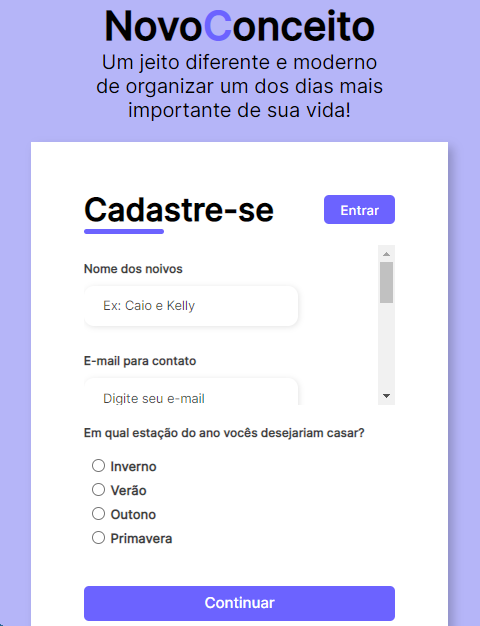 NovoConceito
Um jeito diferente e moderno
de organizar um dos dias mais
importante de sua vida!
Cadastre-se
Entrar
Nome dos noivos
Ex: Caio e Kelly
E-mail para contato
Digite seu e-mail
Em qual estação do ano vocês desejariam casar?
Inverno
Verão
Outono
Primavera
Continuar